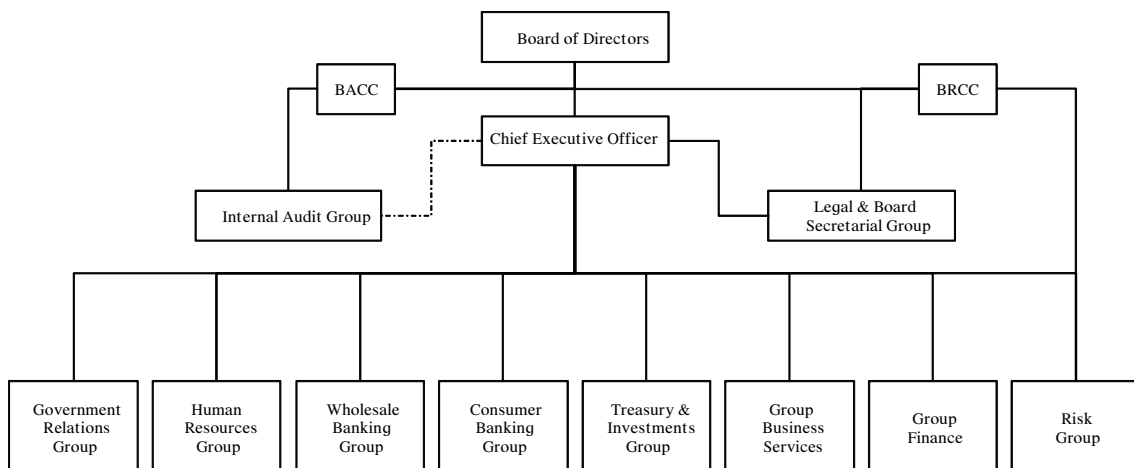 Board of Directors
BACC
BRCC
Chief Executive Officer
Internal Audit Group
Legal & Board
Secretarial Group
Government
Relations
Group
Human
Resources
Group
Wholesale
Banking
Group
Consumer
Banking
Group
Treasury &
Investments
Group
Group
Business
Services
Group
Finance
Risk
Group